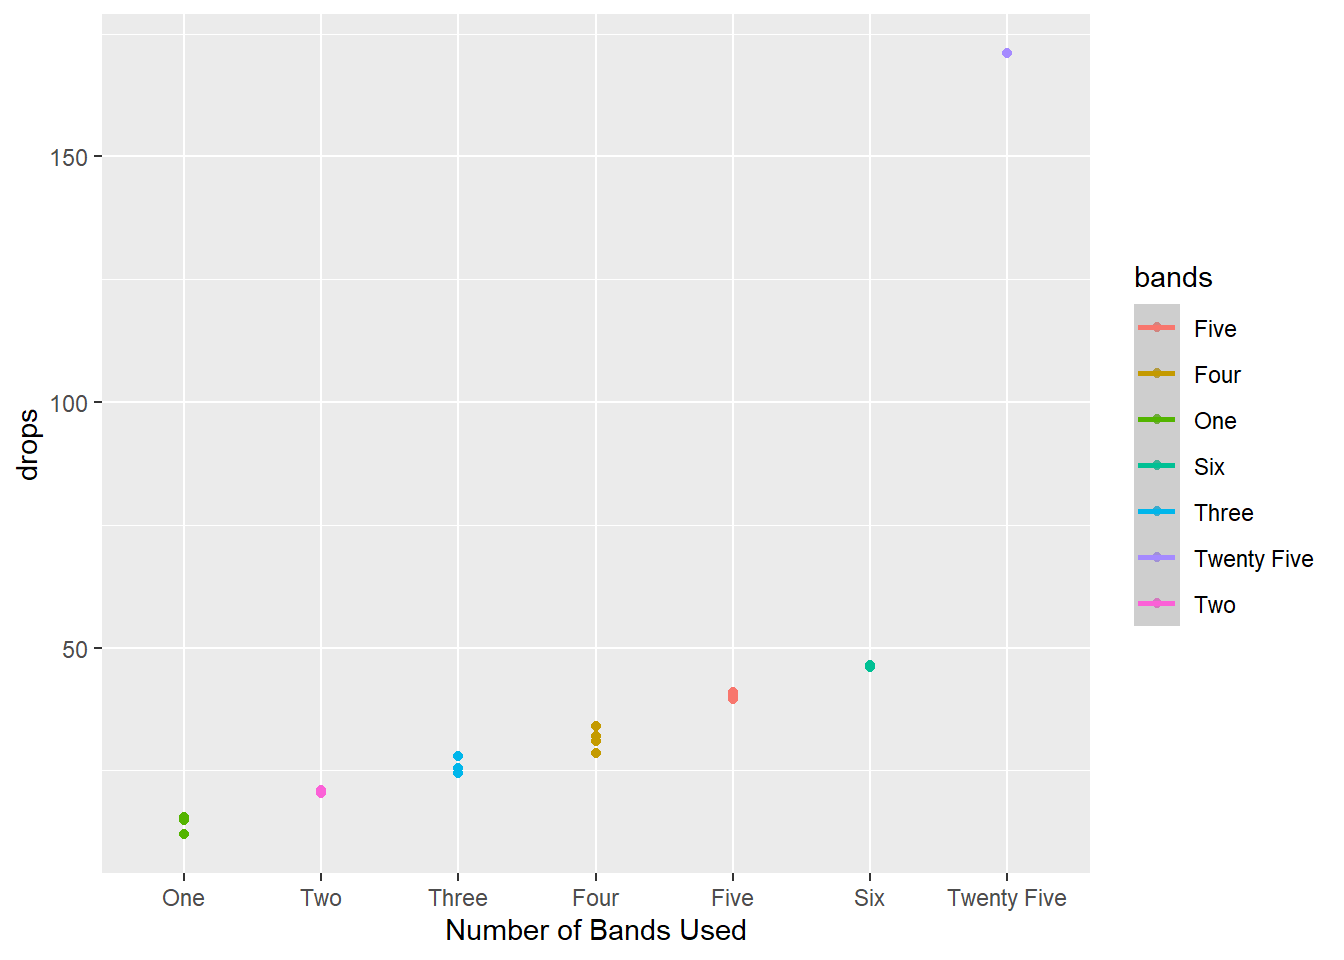 150
100
50
drops
One Two Three Four Five Six Twenty Five
Number of Bands Used
bands
Five
Four
One
Six
Three
Twenty Five
Two